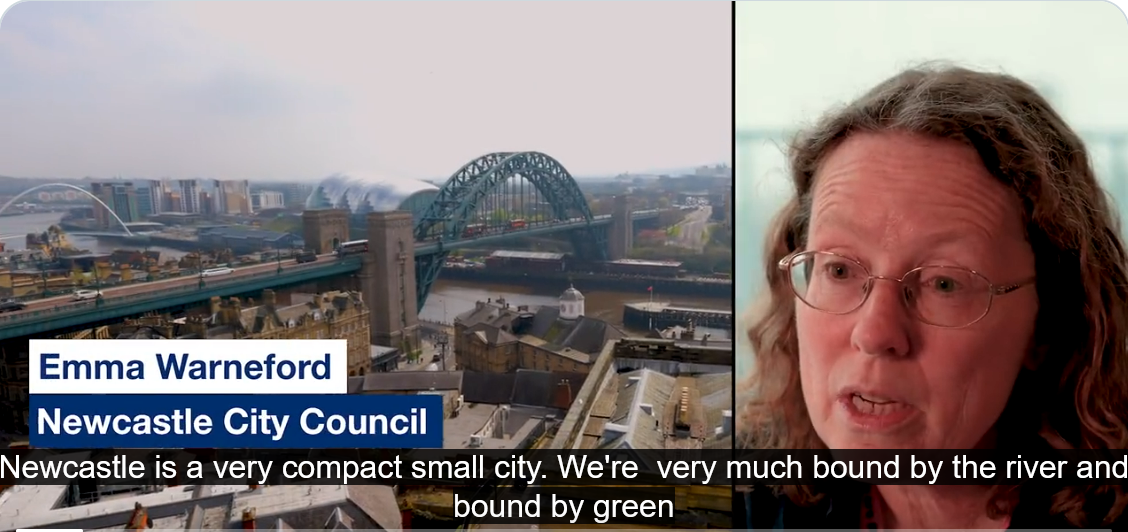 Emma Warneford
Newcastle City Council
Newcastle is a very compact small city. We're  very much bound by the river and
bound by green